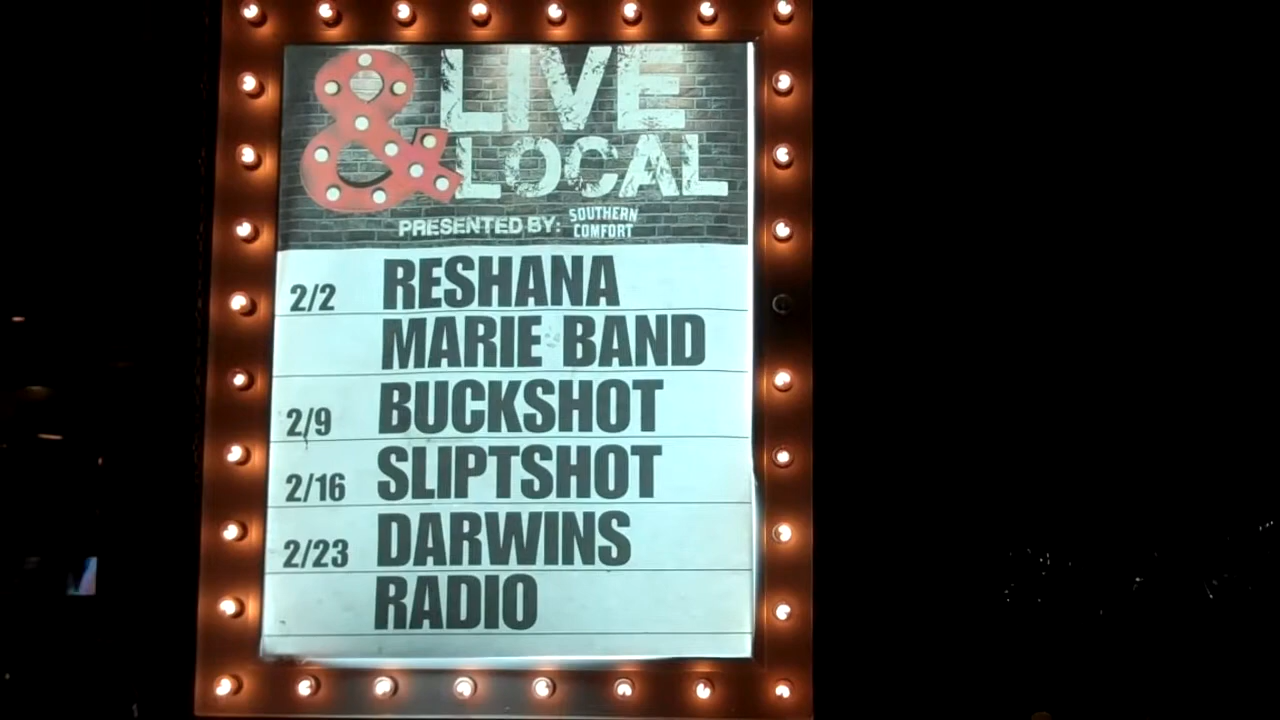 & LIVE
LOCAL
PRESENTED BY: SOUTHERN COMFORT
2/2 RESHANA
MARIE BAND
2/9 BUCKSHOT
2/16 SLIPTSHOT
2/23 DARWINS
RADIO